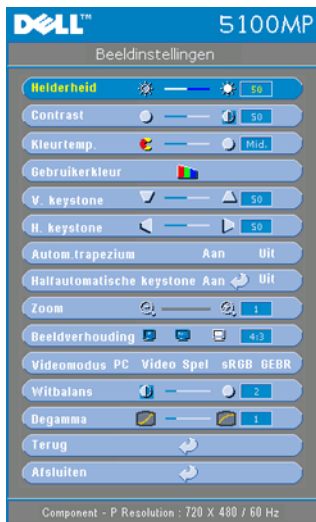 DELL™ 5100MP
Beeldinstellingen
Helderheid 50
Contrast 50
Kleurtemp. Mid.
Gebruikerkleur
V. keystone 50
H. keystone 50
Autom.trapezium Aan Uit
Halfautomatische keystone Aan Uit
Zoom 1
Beeldverhouding 4:3
Videomodus PC Video Spel sRGB GEBR
Witbalans 2
Degamma 1
Terug
Afsluiten
Component - P Resolution : 720 X 480 / 60 Hz